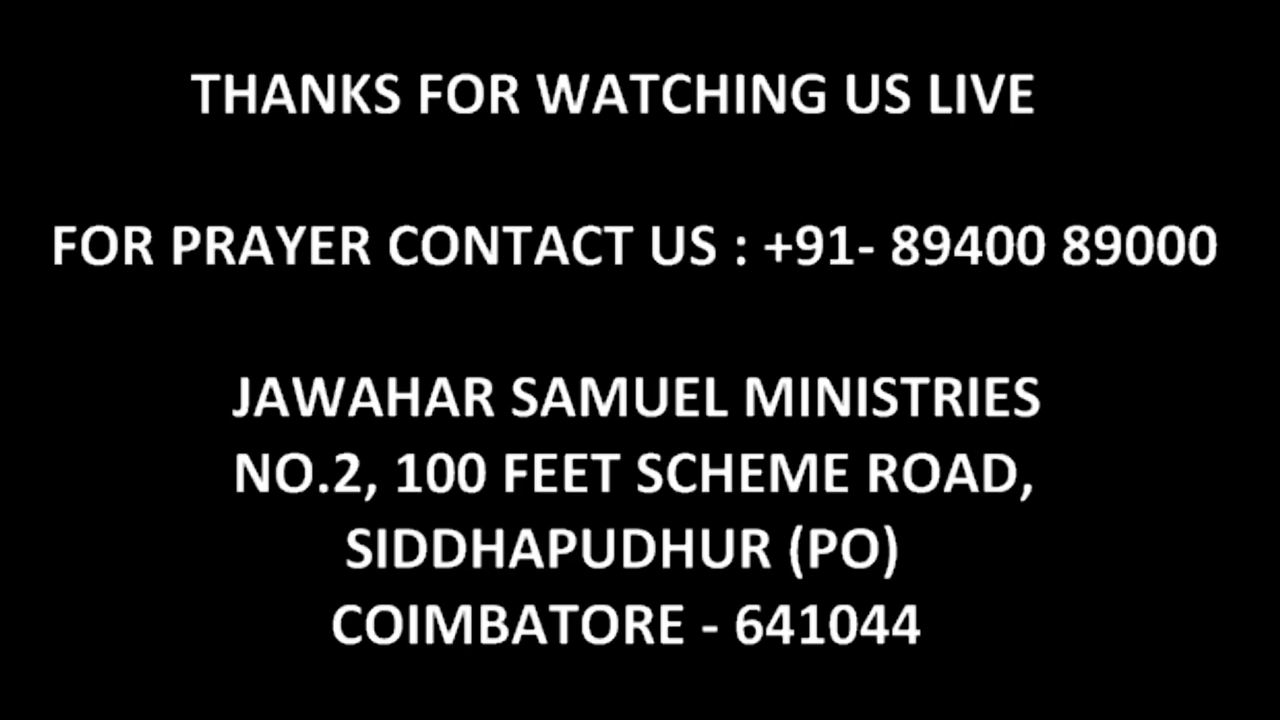 THANKS FOR WATCHING US LIVE
FOR PRAYER CONTACT US : +91- 89400 89000
JAWAHAR SAMUEL MINISTRIES
NO.2, 100 FEET SCHEME ROAD,
SIDDHAPUDHUR (PO)
COIMBATORE - 641044